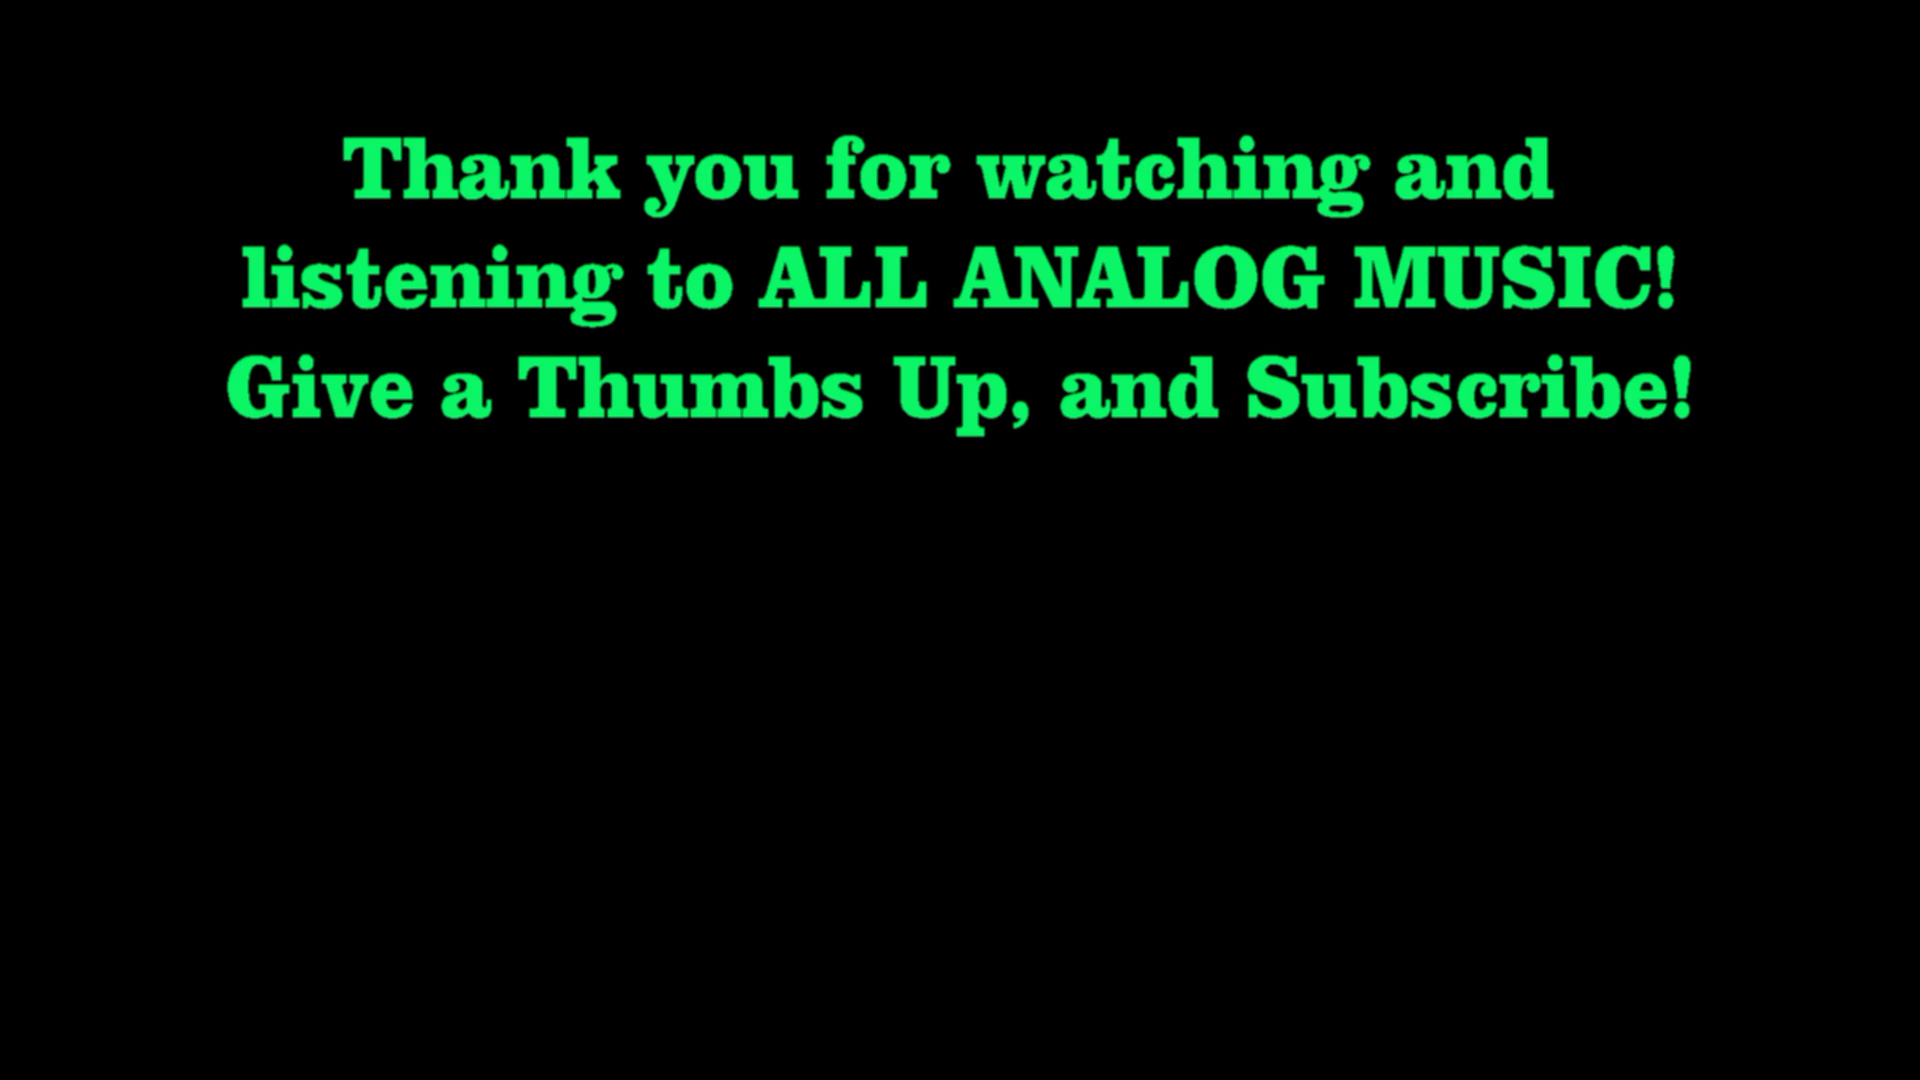 Thank you for watching and
listening to ALL ANALOG MUSIC!
Give a Thumbs Up, and Subscribe!